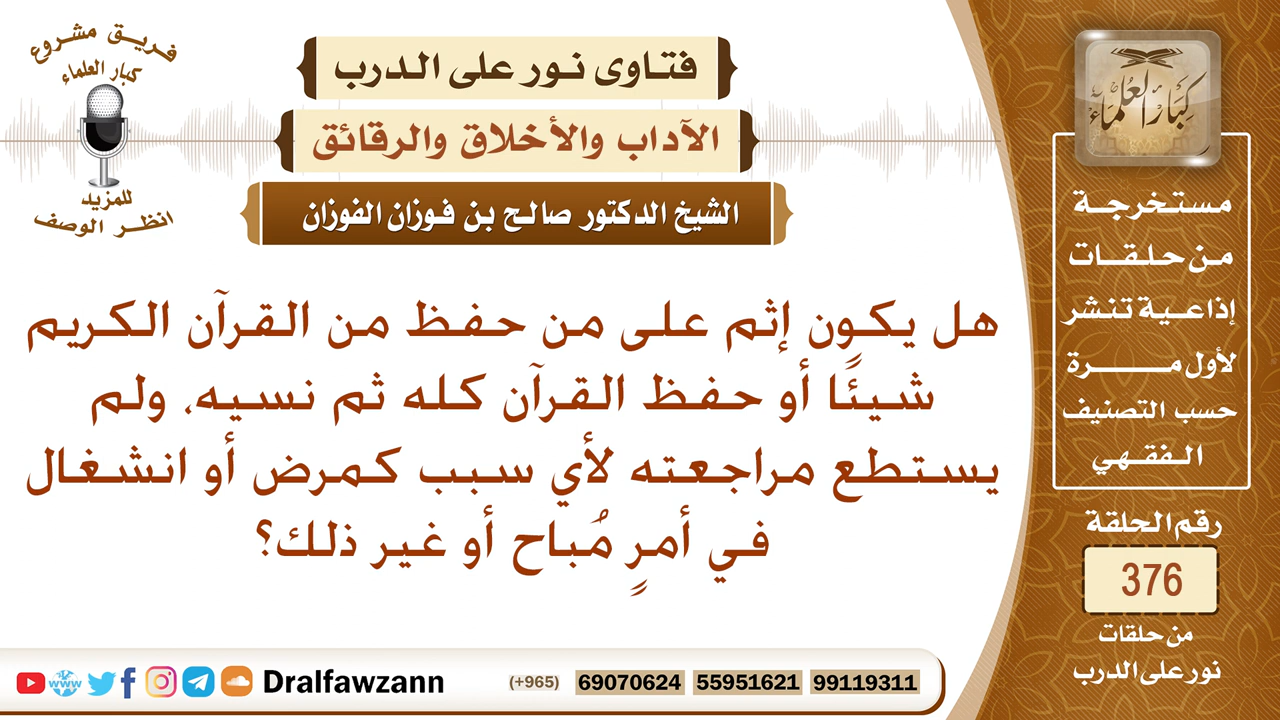 فريق مشروع
كبار العلماء
للمزيد
انظر الوصف
فتاوى نور على الدرب
الآداب والأخلاق والرقائق
الشيخ الدكتور صالح بن فوزان الفوزان
هل يكون إثم على من حفظ من القرآن الكريم
شيئًا أو حفظ القرآن كله ثم نسيه، ولم
يستطع مراجعته لأي سبب كمرض أو انشغال
في أمرٍ مُباح أو غير ذلك؟
كبار العلماء
مستخرجة
من حلقات
إذاعية تنشر
لأول مرة
حسب التصنيف
الفقهي
رقم الحلقة
376
من حلقات
نور على الدرب
www
Dralfawzann
(+965) 69070624 55951621 99119311